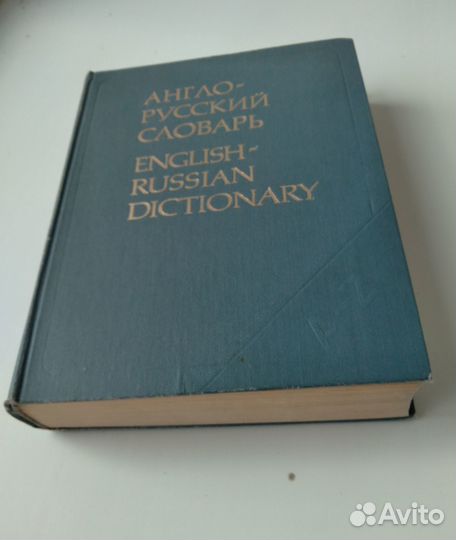 АНГЛО-
РУССКИЙ
СЛОВАРЬ
ENGLISH-
RUSSIAN
DICTIONARY
Avito